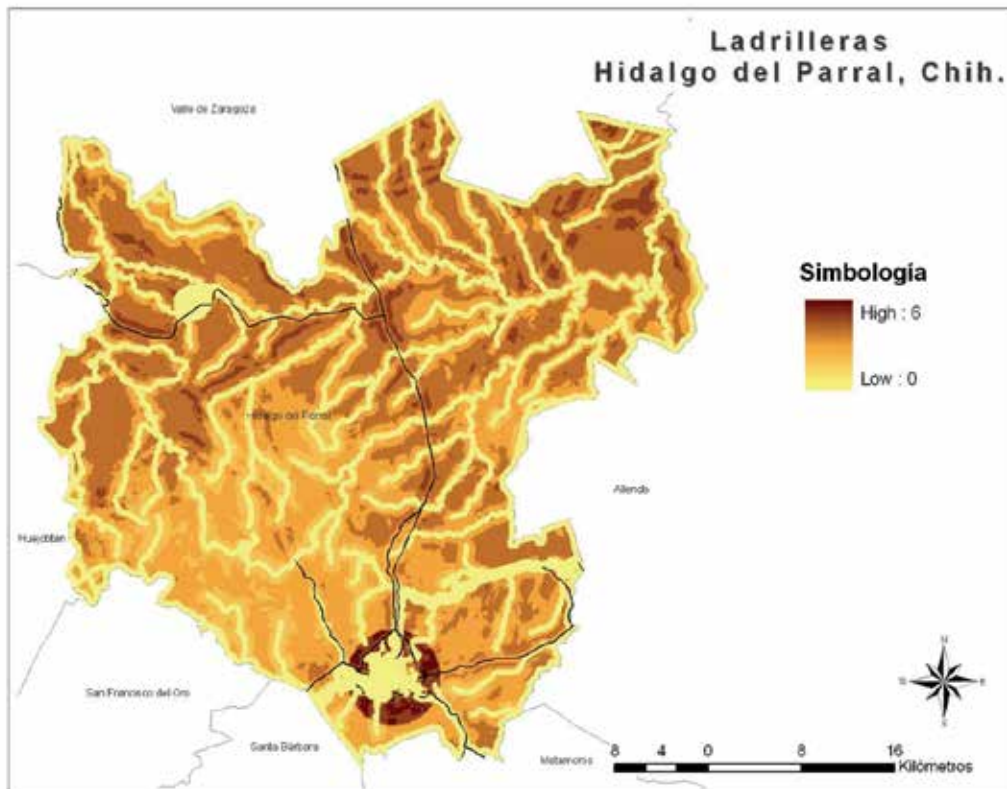 Ladrilleras
Hidalgo del Parral, Chih.
Valle de Zaragoza
Simbología
High : 6
Low : 0
Hidalgo del Parral
Allende
Huejotitan
San Francisco del Oro
Santa Bárbara
Matamoros
N
E
S
8 4 0 8 16
Kilómetros